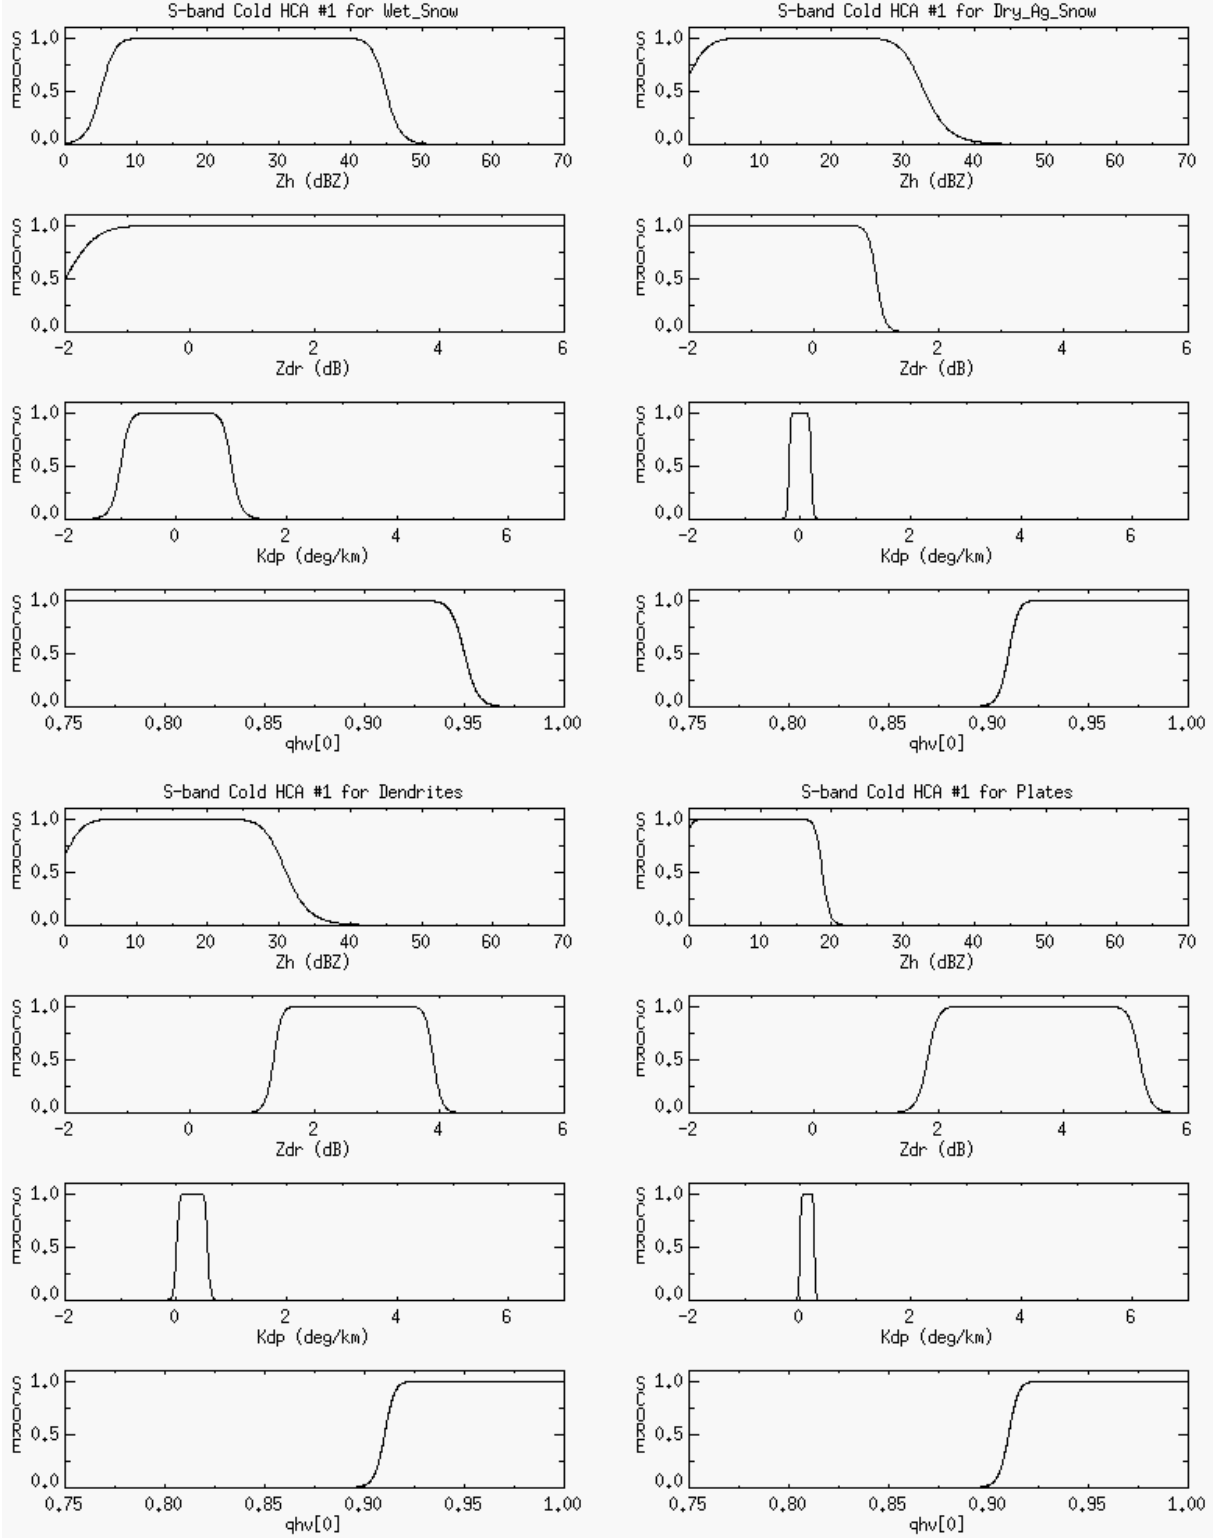 S-band Cold HCA #1 for Wet_Snow
SCORE
1.0
0.5
0.0
0 10 20 30 40 50 60 70
Zh (dBZ)
SCORE
1.0
0.5
0.0
-2 0 2 4 6
Zdr (dB)
SCORE
1.0
0.5
0.0
-2 0 2 4 6
Kdp (deg/km)
SCORE
1.0
0.5
0.0
0.75 0.80 0.85 0.90 0.95 1.00
qhv[0]
S-band Cold HCA #1 for Dry_Ag_Snow
SCORE
1.0
0.5
0.0
0 10 20 30 40 50 60 70
Zh (dBZ)
SCORE
1.0
0.5
0.0
-2 0 2 4 6
Zdr (dB)
SCORE
1.0
0.5
0.0
-2 0 2 4 6
Kdp (deg/km)
SCORE
1.0
0.5
0.0
0.75 0.80 0.85 0.90 0.95 1.00
qhv[0]
S-band Cold HCA #1 for Dendrites
SCORE
1.0
0.5
0.0
0 10 20 30 40 50 60 70
Zh (dBZ)
SCORE
1.0
0.5
0.0
-2 0 2 4 6
Zdr (dB)
SCORE
1.0
0.5
0.0
-2 0 2 4 6
Kdp (deg/km)
SCORE
1.0
0.5
0.0
0.75 0.80 0.85 0.90 0.95 1.00
qhv[0]
S-band Cold HCA #1 for Plates
SCORE
1.0
0.5
0.0
0 10 20 30 40 50 60 70
Zh (dBZ)
SCORE
1.0
0.5
0.0
-2 0 2 4 6
Zdr (dB)
SCORE
1.0
0.5
0.0
-2 0 2 4 6
Kdp (deg/km)
SCORE
1.0
0.5
0.0
0.75 0.80 0.85 0.90 0.95 1.00
qhv[0]